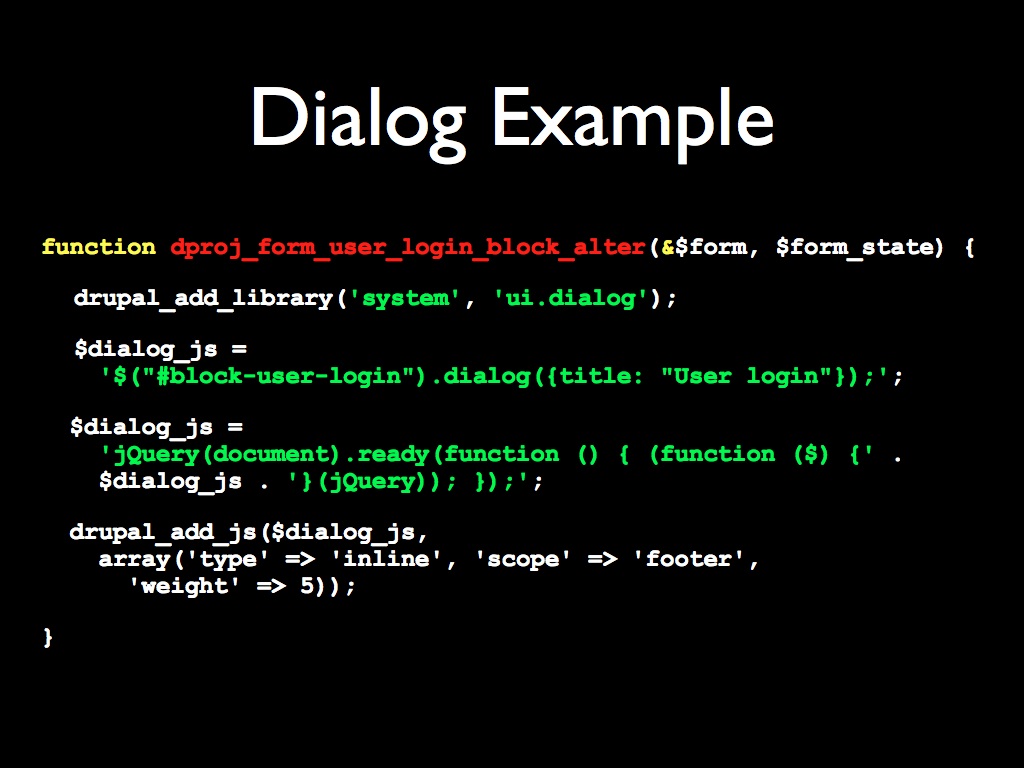 Dialog Example
function dproj_form_user_login_block_alter(&$form, $form_state) {
drupal_add_library('system', 'ui.dialog');
$dialog_js =
'$("#block-user-login").dialog({title: "User login"});';
$dialog_js =
'jQuery(document).ready(function () { (function ($) {' .
$dialog_js . '}(jQuery)); });';
drupal_add_js($dialog_js,
array('type' => 'inline', 'scope' => 'footer',
'weight' => 5));
}